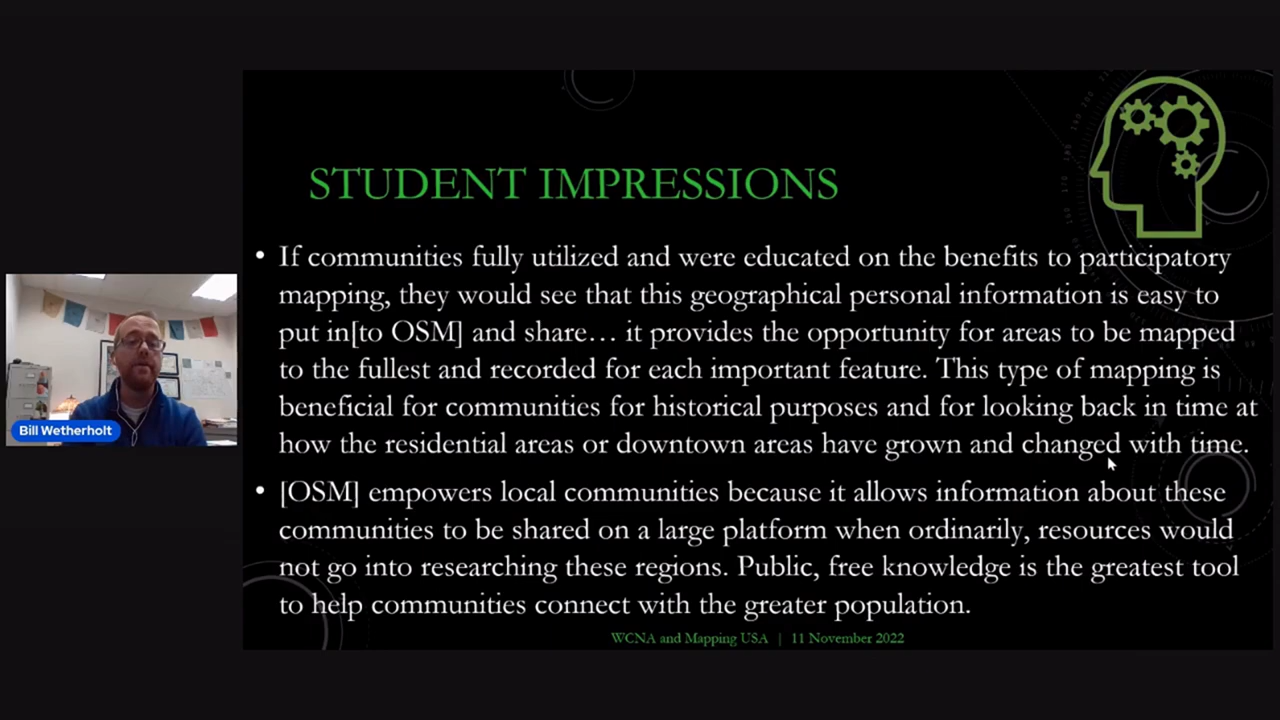 STUDENT IMPRESSIONS
• If communities fully utilized and were educated on the benefits to participatory
mapping, they would see that this geographical personal information is easy to
put in[to OSM] and share… it provides the opportunity for areas to be mapped
to the fullest and recorded for each important feature. This type of mapping is
beneficial for communities for historical purposes and for looking back in time at
how the residential areas or downtown areas have grown and changed with time.
• [OSM] empowers local communities because it allows information about these
communities to be shared on a large platform when ordinarily, resources would
not go into researching these regions. Public, free knowledge is the greatest tool
to help communities connect with the greater population.
WCNA and Mapping USA | 11 November 2022
Bill Wetherholt